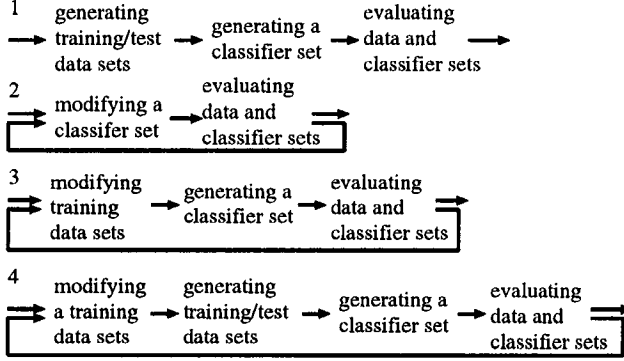 1
generating
training/test
data sets
generating a
classifier set
evaluating
data and
classifier sets
2
modifying a
classifer set
evaluating
data and
classifier sets
3
modifying
training
data sets
generating a
classifier set
evaluating
data and
classifier sets
4
modifying
a training
data sets
generating
training/test
data sets
generating a
classifier set
evaluating
data and
classifier sets